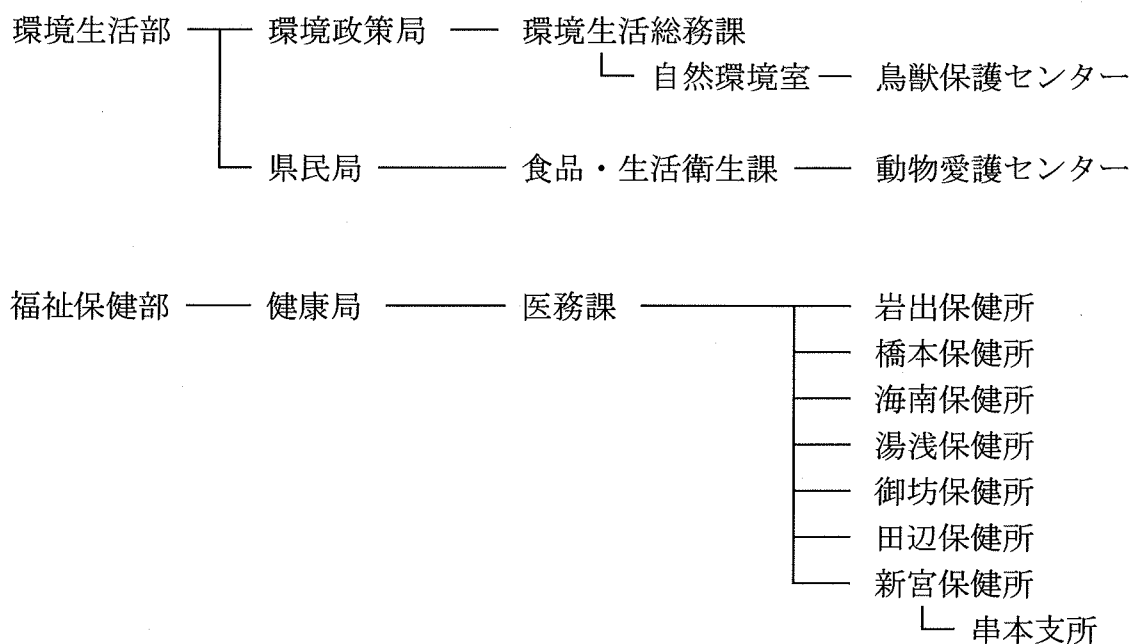 環境生活部 環境政策局 環境生活総務課
自然環境室 鳥獣保護センター
県民局 食品・生活衛生課 動物愛護センター
福祉保健部 健康局 医務課 岩出保健所
橋本保健所
海南保健所
湯浅保健所
御坊保健所
田辺保健所
新宮保健所
串本支所